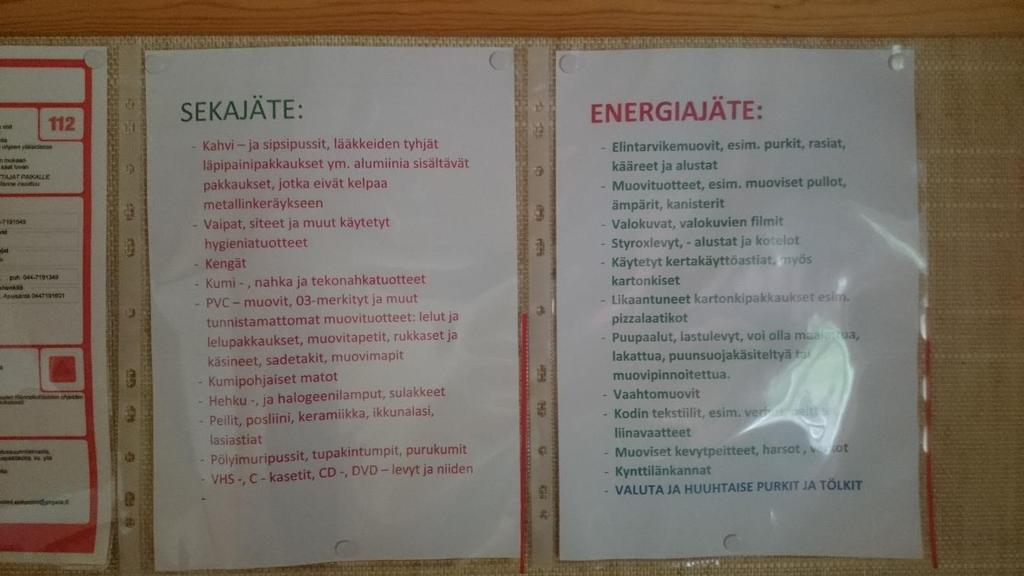 112
SEKAJÄTE:
- Kahvi – ja sipsipussit, lääkkeiden tyhjät
läpipainipakkaukset ym. alumiinia sisältävät
pakkaukset, jotka eivät kelpaa
metallinkeräykseen
- Vaipat, siteet ja muut käytetyt
hygieniatuotteet
- Kengät
- Kumi - , nahka ja tekonahkatuotteet
- PVC – muovit, 03-merkityt ja muut
tunnistamattomat muovituotteet: lelut ja
lelupakkaukset, muovitapetit, rukkaset ja
käsineet, sadetakit, muovimapit
- Kumipohjaiset matot
- Hehku -, ja halogeenilamput, sulakkeet
- Peilit, posliini, keramiikka, ikkunalasi,
lasiastiat
- Pölyimuripussit, tupakintumpit, purukumit
- VHS -, C - kasetit, CD -, DVD – levyt ja niiden
-
ENERGIAJÄTE:
- Elintarvikemuovit, esim. purkit, rasiat,
kääreet ja alustat
- Muovituotteet, esim. muoviset pullot,
ämpärit, kanisterit
- Valokuvat, valokuvien filmit
- Styroxlevyt, - alustat ja kotelot
- Käytetyt kertakäyttöastiat, myös
kartonkiset
- Likaantuneet kartonkipakkaukset esim.
pizzalaatikot
- Puupaalut, lastulevyt, voi olla maalattua,
lakattua, puunsuojakäsiteltyä tai
muovipinnoitettua.
- Vaahtomuovit
- Kodin tekstiilit, esim.
liinavaatteet
- Muoviset kevytpeitteet, harsot ,
- Kynttilänkannat
- VALUTA JA HUUHTAISE PURKIT JA TÖLKIT